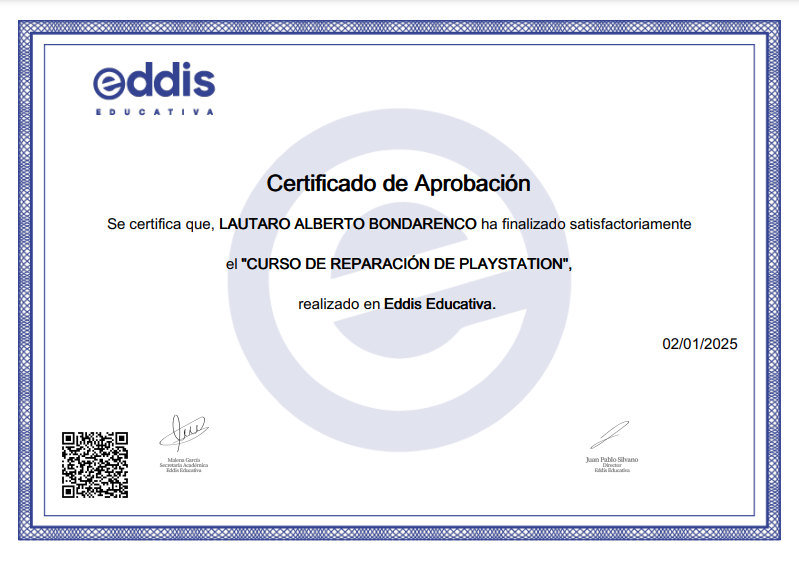 eddis
EDUCATIVA
Certificado de Aprobación
Se certifica que, LAUTARO ALBERTO BONDARENCO ha finalizado satisfactoriamente
el "CURSO DE REPARACIÓN DE PLAYSTATION",
realizado en Eddis Educativa.
02/01/2025
Malena García
Secretaria Académica
Eddis Educativa
Juan Pablo Silvano
Director
Eddis Educativa